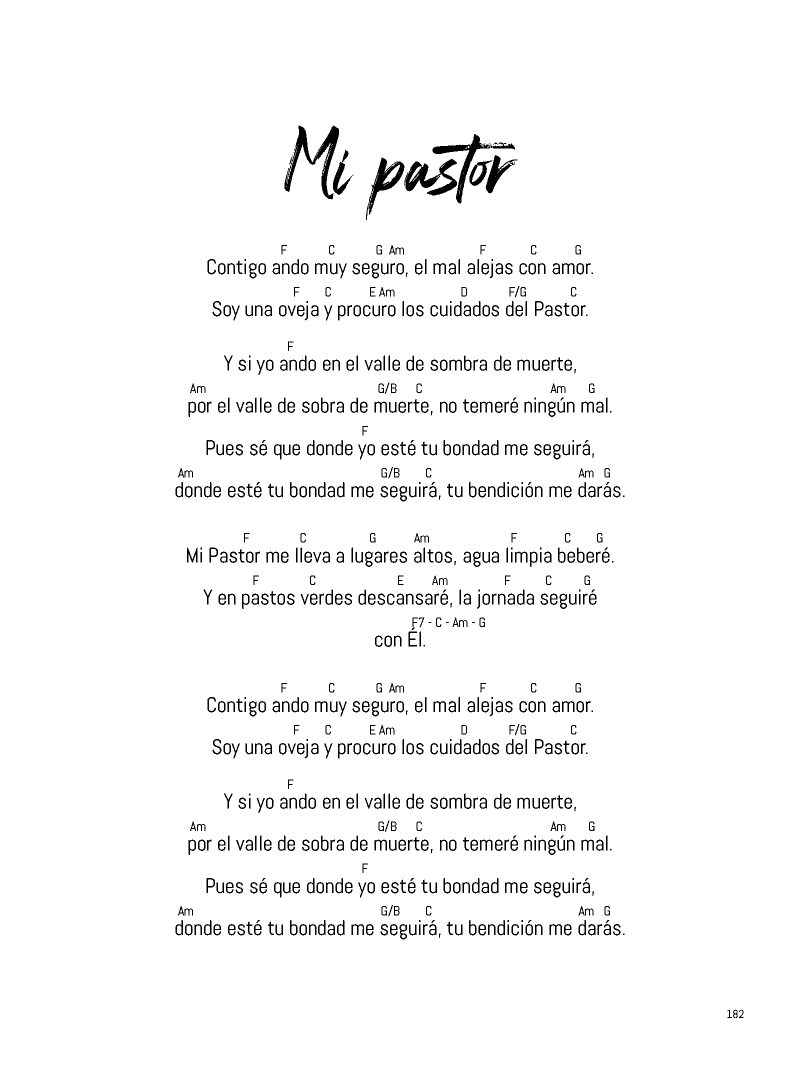 Mi pastor
F C G Am F C G
Contigo ando muy seguro, el mal alejas con amor.
F C E Am D F/G C
Soy una oveja y procuro los cuidados del Pastor.
F
Y si yo ando en el valle de sombra de muerte,
Am G/B C Am G
por el valle de sobra de muerte, no temeré ningún mal.
F
Pues sé que donde yo esté tu bondad me seguirá,
Am G/B C Am G
donde esté tu bondad me seguirá, tu bendición me darás.
F C G Am F C G
Mi Pastor me lleva a lugares altos, agua limpia beberé.
F C E Am F C G
Y en pastos verdes descansaré, la jornada seguiré
F7 - C - Am - G
con Él.
F C G Am F C G
Contigo ando muy seguro, el mal alejas con amor.
F C E Am D F/G C
Soy una oveja y procuro los cuidados del Pastor.
F
Y si yo ando en el valle de sombra de muerte,
Am G/B C Am G
por el valle de sobra de muerte, no temeré ningún mal.
F
Pues sé que donde yo esté tu bondad me seguirá,
Am G/B C Am G
donde esté tu bondad me seguirá, tu bendición me darás.
182